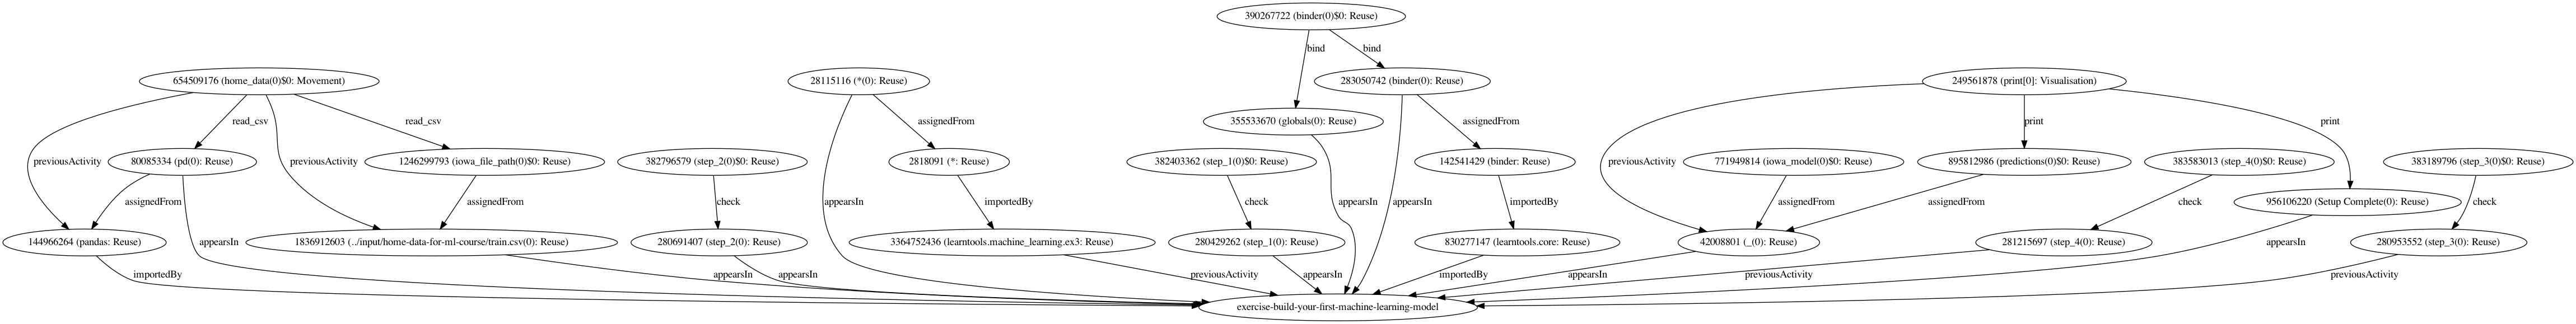 390267722 (binder(0)$0: Reuse)
bind
bind
654509176 (home_data(0)$0: Movement)
28115116 (*(0): Reuse)
283050742 (binder(0): Reuse)
249561878 (print[0]: Visualisation)
read_csv
read_csv
assignedFrom
355533670 (globals(0): Reuse)
assignedFrom
print
print
previousActivity
80085334 (pd(0): Reuse)
previousActivity
1246299793 (iowa_file_path(0)$0: Reuse)
382796579 (step_2(0)$0: Reuse)
2818091 (*: Reuse)
382403362 (step_1(0)$0: Reuse)
142541429 (binder: Reuse)
previousActivity
771949814 (iowa_model(0)$0: Reuse)
895812986 (predictions(0)$0: Reuse)
383583013 (step_4(0)$0: Reuse)
383189796 (step_3(0)$0: Reuse)
assignedFrom
assignedFrom
check
appearsIn
importedBy
check
appearsIn
appearsIn
importedBy
assignedFrom
assignedFrom
check
956106220 (Setup Complete(0): Reuse)
check
144966264 (pandas: Reuse)
appearsIn
1836912603 (../input/home-data-for-ml-course/train.csv(0): Reuse)
280691407 (step_2(0): Reuse)
3364752436 (learntools.machine_learning.ex3: Reuse)
280429262 (step_1(0): Reuse)
830277147 (learntools.core: Reuse)
42008801 (_(0): Reuse)
281215697 (step_4(0): Reuse)
appearsIn
280953552 (step_3(0): Reuse)
importedBy
appearsIn
appearsIn
previousActivity
appearsIn
importedBy
appearsIn
previousActivity
previousActivity
exercise-build-your-first-machine-learning-model